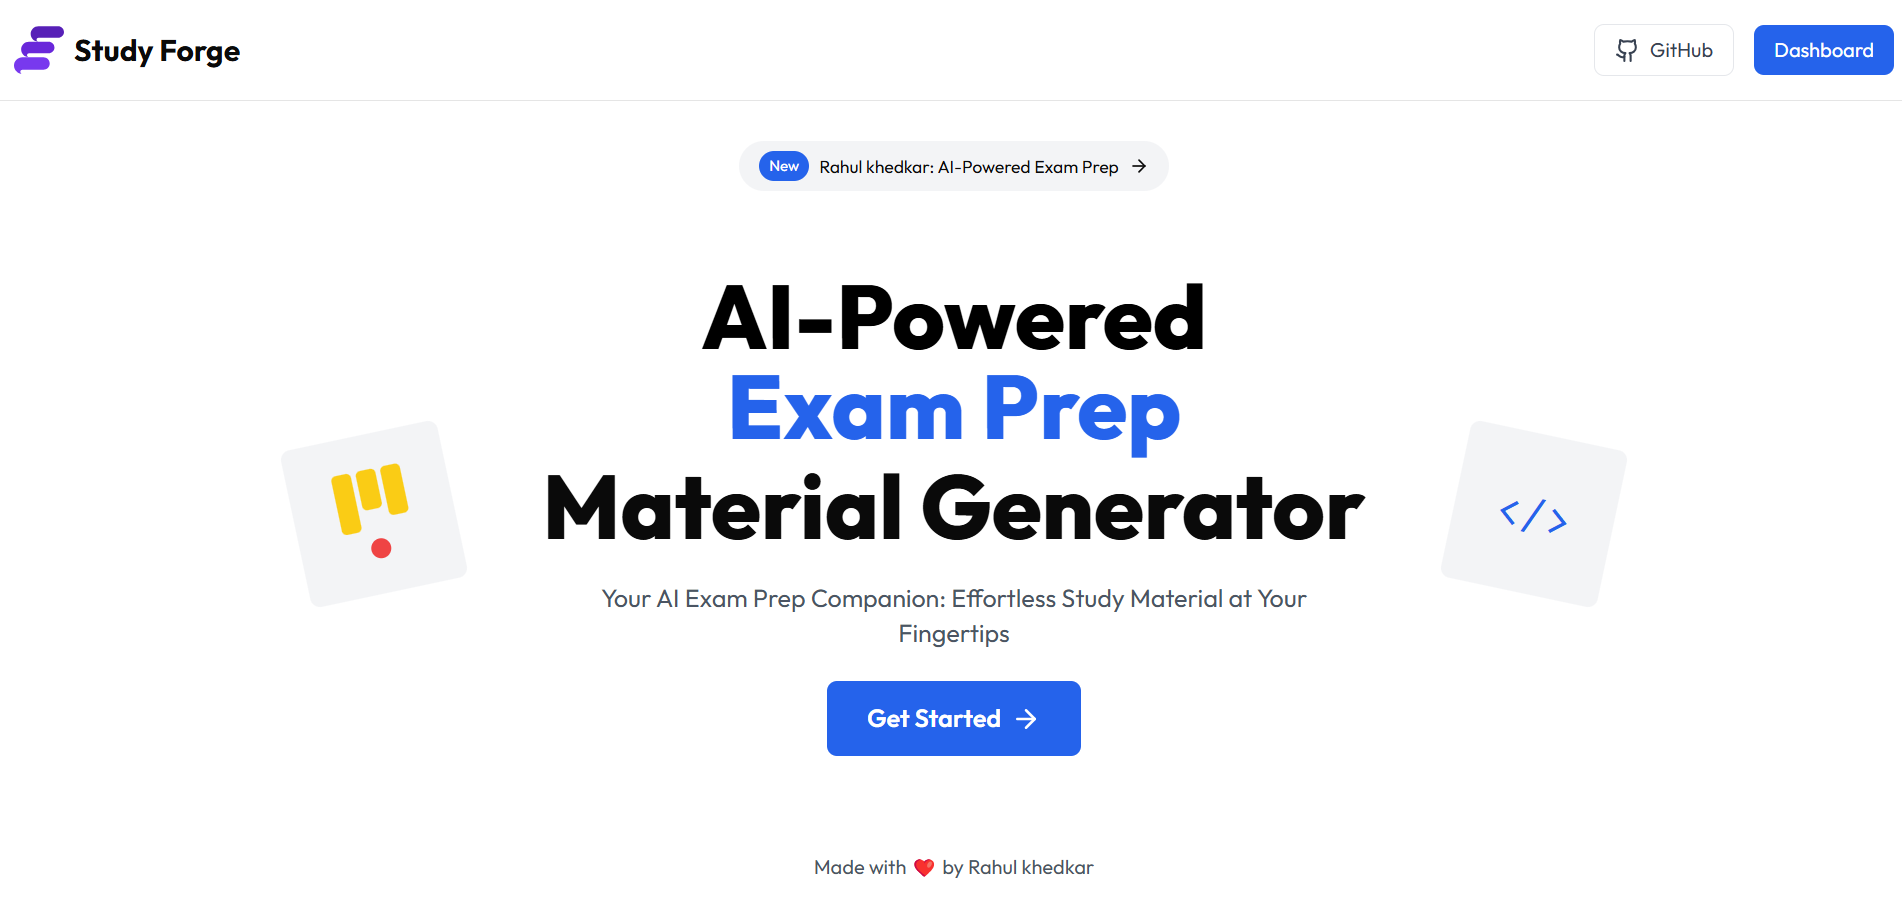 Study Forge
GitHub
Dashboard
New Rahul khedkar: AI-Powered Exam Prep →
AI-Powered
Exam Prep
Material Generator
</>
Your AI Exam Prep Companion: Effortless Study Material at Your
Fingertips
Get Started →
Made with ❤️ by Rahul khedkar